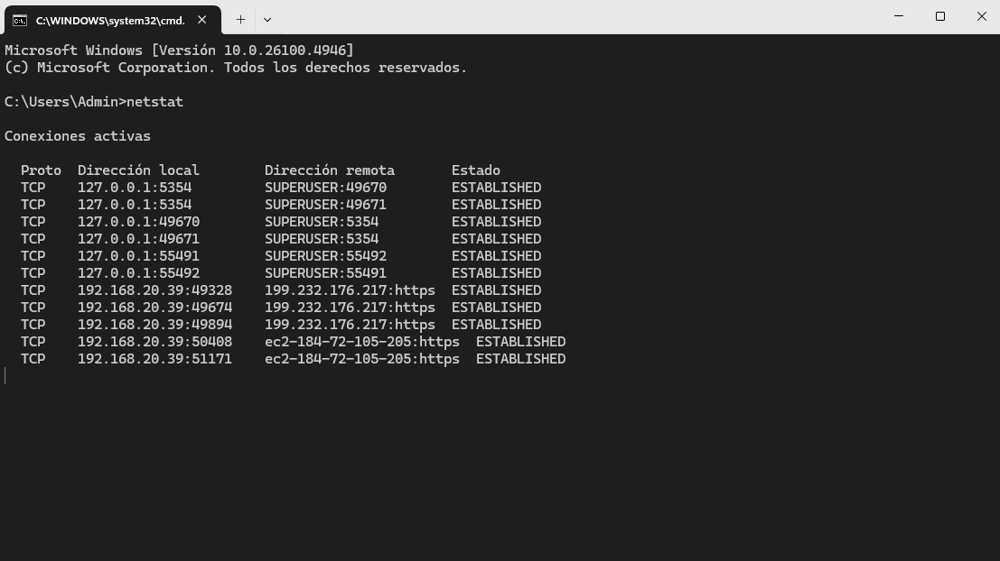 C:\WINDOWS\system32\cmd.
Microsoft Windows [Versión 10.0.26100.4946]
(c) Microsoft Corporation. Todos los derechos reservados.
C:\Users\Admin>netstat
Conexiones activas
Proto  Dirección local        Dirección remota       Estado
TCP    127.0.0.1:5354         SUPERUSER:49670        ESTABLISHED
TCP    127.0.0.1:5354         SUPERUSER:49671        ESTABLISHED
TCP    127.0.0.1:49670        SUPERUSER:5354         ESTABLISHED
TCP    127.0.0.1:49671        SUPERUSER:5354         ESTABLISHED
TCP    127.0.0.1:55491        SUPERUSER:55492        ESTABLISHED
TCP    127.0.0.1:55492        SUPERUSER:55491        ESTABLISHED
TCP    192.168.20.39:49328    199.232.176.217:https  ESTABLISHED
TCP    192.168.20.39:49674    199.232.176.217:https  ESTABLISHED
TCP    192.168.20.39:49894    199.232.176.217:https  ESTABLISHED
TCP    192.168.20.39:50408    ec2-184-72-105-205:https  ESTABLISHED
TCP    192.168.20.39:51171    ec2-184-72-105-205:https  ESTABLISHED